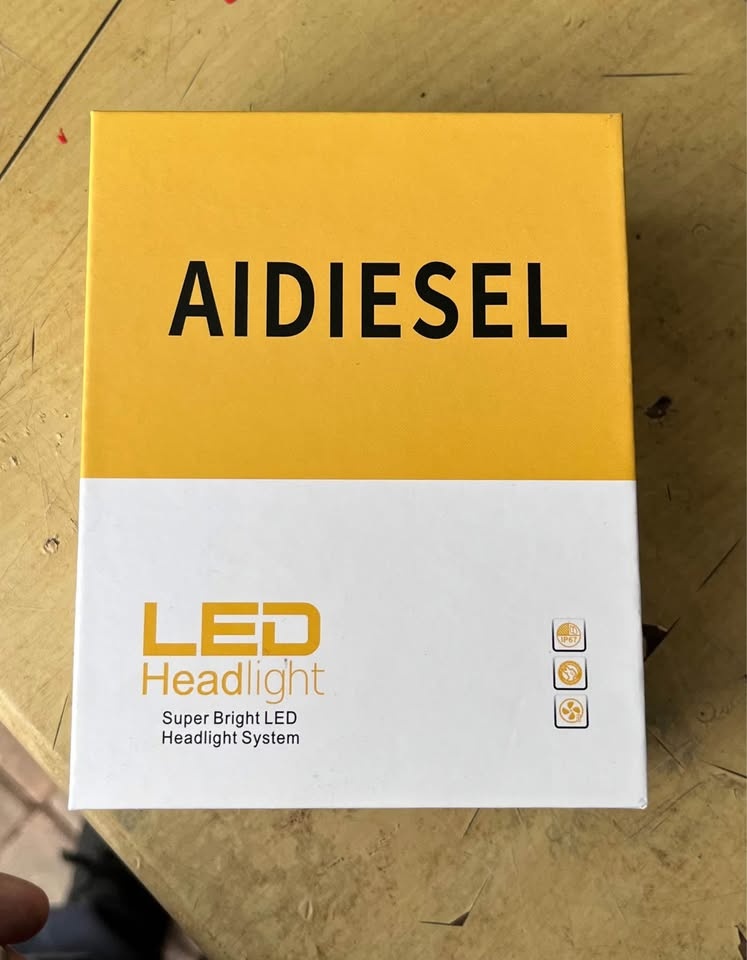 AIDIESEL
LED
Headlight
Super Bright LED
Headlight System
IP67